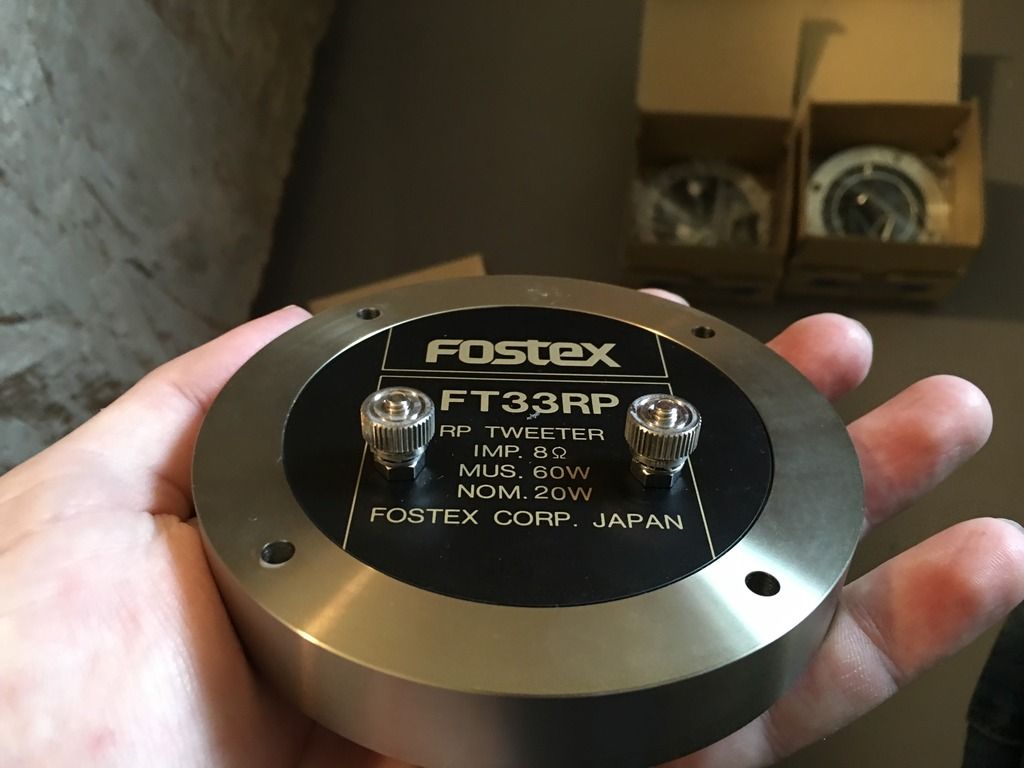 Fostex
FT33RP
RP TWEETER
IMP. 8Ω
MUS. 60W
NOM. 20W
FOSTEX CORP. JAPAN